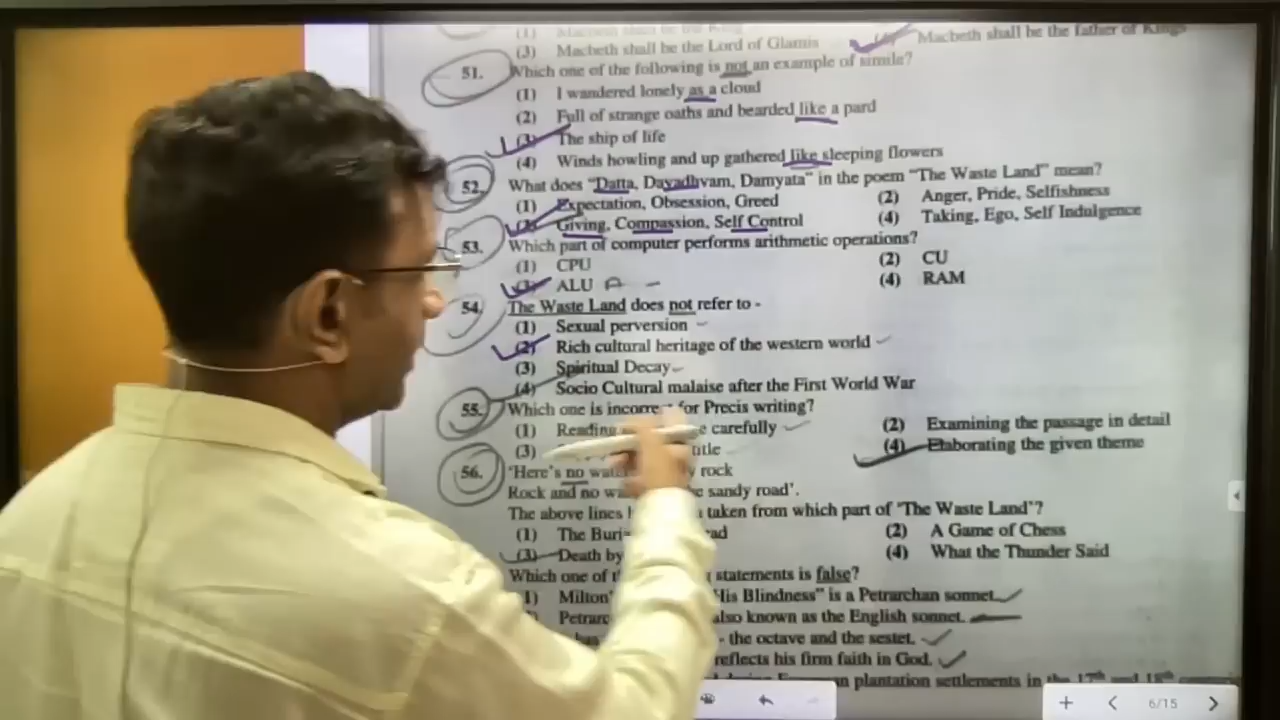 (3) Macbeth shall be the Lord of Glamis (4) Macbeth shall be the father of Kings
51. Which one of the following is not an example of simile?
(1) I wandered lonely as a cloud
(2) Full of strange oaths and bearded like a pard
(3) The ship of life
(4) Winds howling and up gathered like sleeping flowers
52. What does "Datta, Dayadhvam, Damyata" in the poem "The Waste Land" mean?
(1) Expectation, Obsession, Greed (2) Anger, Pride, Selfishness
(3) Giving, Compassion, Self Control (4) Taking, Ego, Self Indulgence
53. Which part of computer performs arithmetic operations?
(1) CPU (2) CU
(3) ALU (4) RAM
54. The Waste Land does not refer to -
(1) Sexual perversion
(2) Rich cultural heritage of the western world
(3) Spiritual Decay
(4) Socio Cultural malaise after the First World War
55. Which one is incorrect for Precis writing?
(1) Reading carefully (2) Examining the passage in detail
(3) title (4) Elaborating the given theme
56. 'Here's no rock
Rock and no sandy road'.
The above lines taken from which part of 'The Waste Land'?
(1) The (2) A Game of Chess
(3) Death by (4) What the Thunder Said
Which one of statements is false?
1) Milton' His Blindness" is a Petrarchan sonnet.
also known as the English sonnet.
has - the octave and the sestet.
reflects his firm faith in God.
plantation settlements in the 17th and 18th
6/15